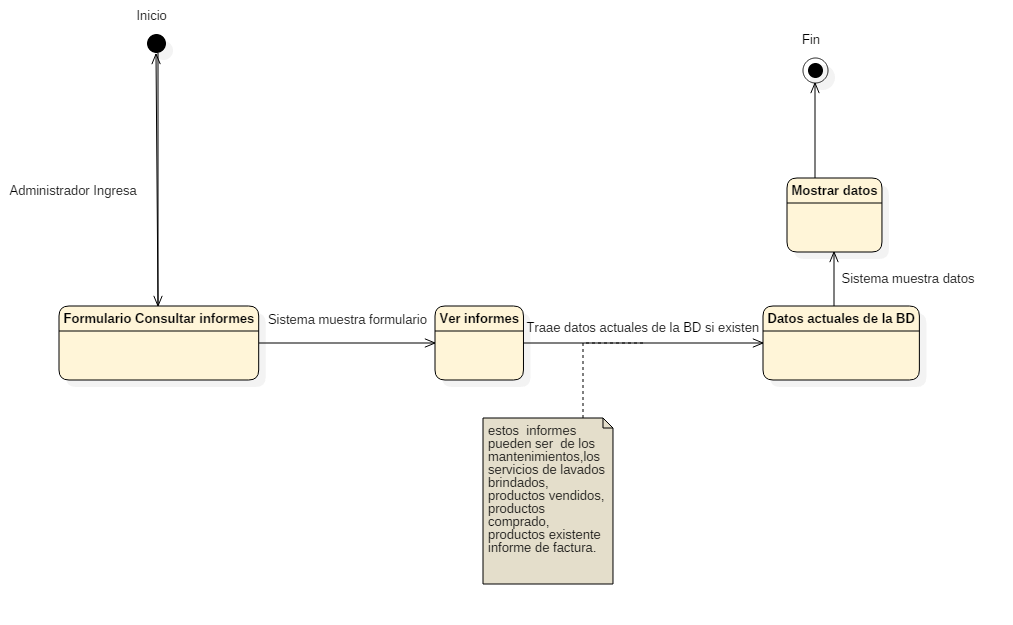 Inicio
Fin
Administrador Ingresa
Mostrar datos
Sistema muestra datos
Formulario Consultar informes
Sistema muestra formulario
Ver informes
Traae datos actuales de la BD si existen
Datos actuales de la BD
estos  informes
pueden ser  de los
mantenimientos,los
servicios de lavados
brindados,
productos vendidos,
productos
comprado,
productos existente
informe de factura.